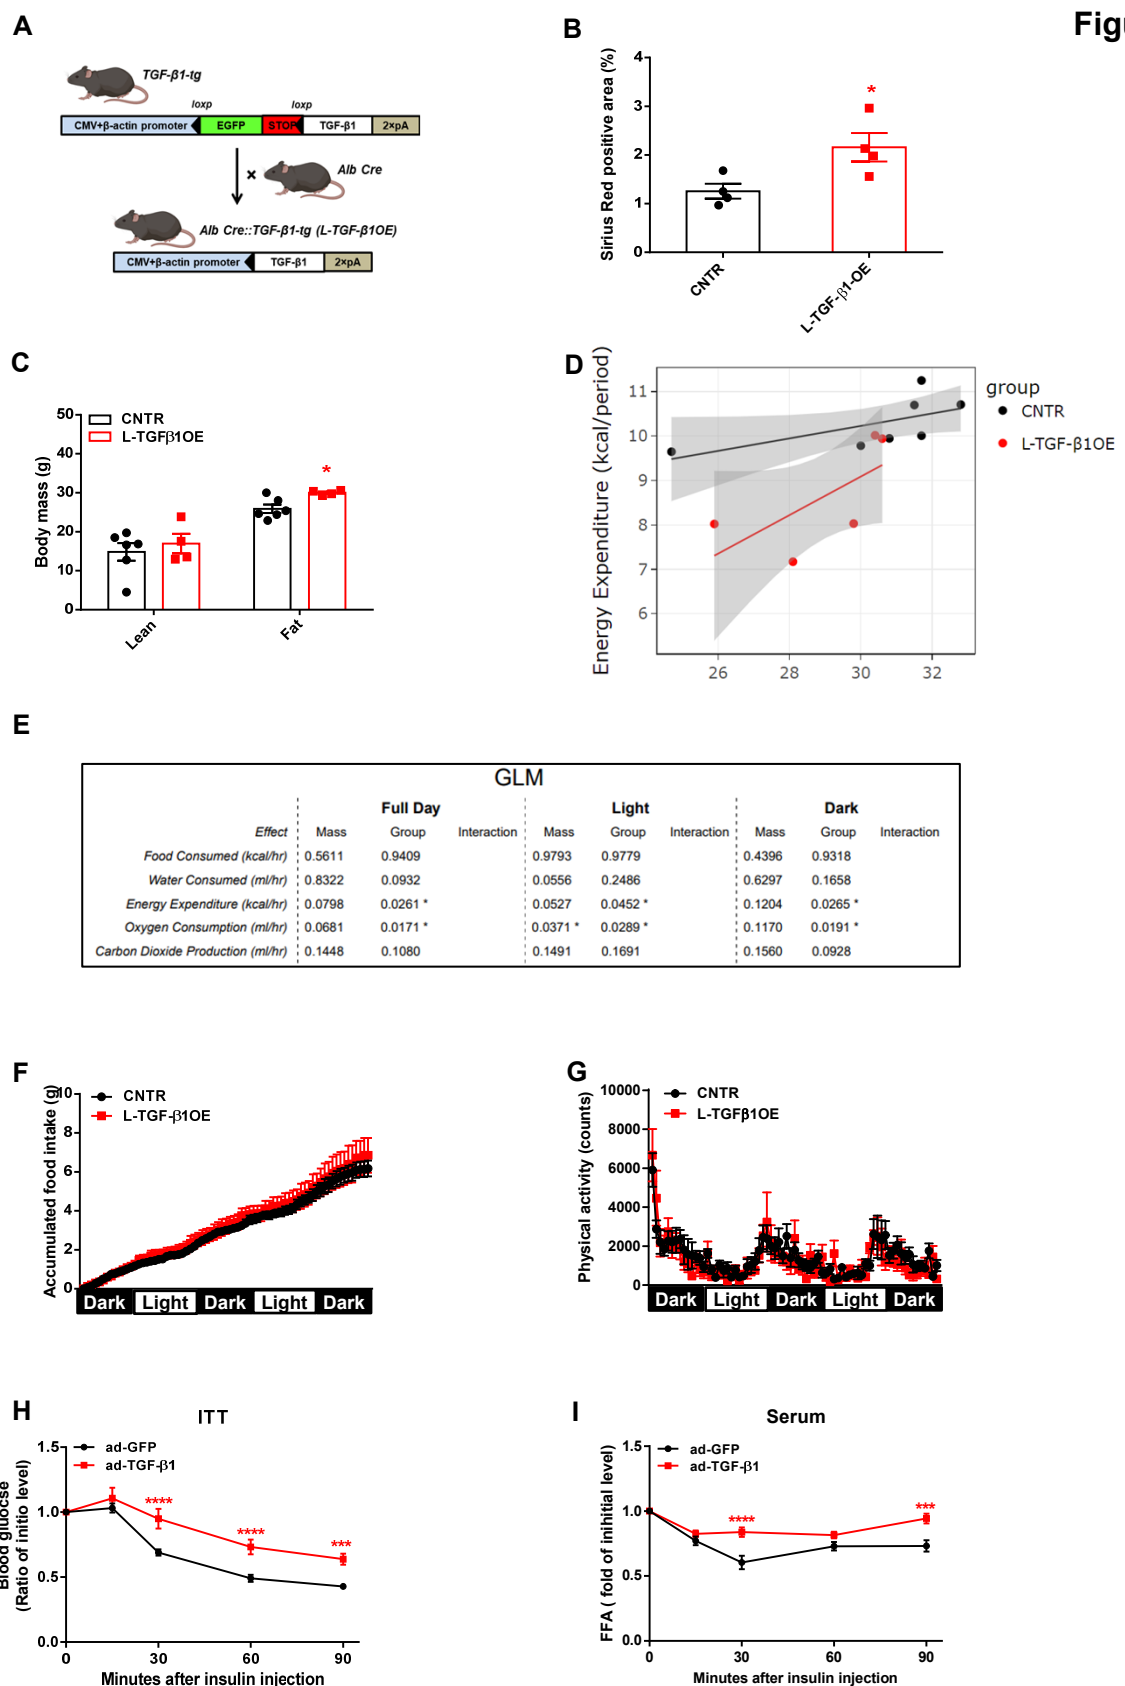 Figu
A
TGF-β1-tg
loxp loxp
CMV+β-actin promoter EGFP STOP TGF-β1 2×pA
× Alb Cre
Alb Cre::TGF-β1-tg (L-TGF-β1OE)
CMV+β-actin promoter TGF-β1 2×pA
B
Sirius Red positive area (%)
4
3
2
1
0
*
CNTR
L-TGF-β1-OE
C
Body mass (g)
50
40
30
20
10
0
CNTR
L-TGFβ1OE
*
Lean
Fat
D
Energy Expenditure (kcal/period)
11
10
9
8
7
6
26 28 30 32
group
CNTR
L-TGF-β1OE
E
GLM
Full Day Light Dark
Effect Mass Group Interaction Mass Group Interaction Mass Group Interaction
Food Consumed (kcal/hr) 0.5611 0.9409 0.9793 0.9779 0.4396 0.9318
Water Consumed (ml/hr) 0.8322 0.0932 0.0556 0.2486 0.6297 0.1658
Energy Expenditure (kcal/hr) 0.0798 0.0261 * 0.0527 0.0452 * 0.1204 0.0265 *
Oxygen Consumption (ml/hr) 0.0681 0.0171 * 0.0371 * 0.0289 * 0.1170 0.0191 *
Carbon Dioxide Production (ml/hr) 0.1448 0.1080 0.1491 0.1691 0.1560 0.0928
F
Accumulated food intake (g)
10
8
6
4
2
0
CNTR
L-TGF-β1OE
Dark Light Dark Light Dark
G
Physical activity (counts)
10000
8000
6000
4000
2000
0
CNTR
L-TGFβ1OE
Dark Light Dark Light Dark
H
ITT
Blood gluocse
(Ratio of initio level)
1.5
1.0
0.5
0.0
ad-GFP
ad-TGF-β1
**** **** ***
0 30 60 90
Minutes after insulin injection
I
Serum
FFA ( fold of inihitial level)
1.5
1.0
0.5
0.0
ad-GFP
ad-TGF-β1
**** ***
0 30 60 90
Minutes after insulin injection